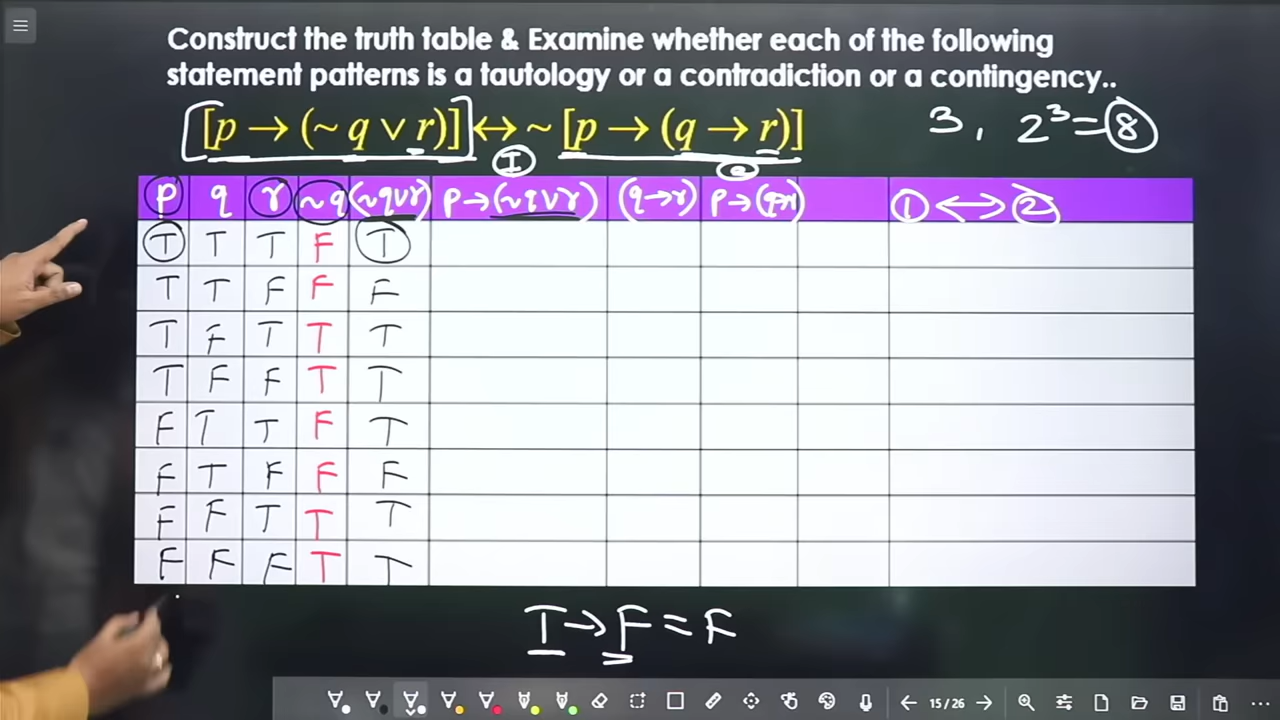 Construct the truth table & Examine whether each of the following
statement patterns is a tautology or a contradiction or a contingency..
[p → (~ q ∨ r)] ↔ ~ [p → (q → r)] 3, 2³ = 8
I 2
p q r ~q (~q∨r) p→(~q∨r) (q→r) p→(q→r) 1 ↔ 2
T T T F T
T T F F F
T F T T T
T F F T T
F T T F T
F T F F F
F F T T T
F F F T T
T → F = F
15 / 26